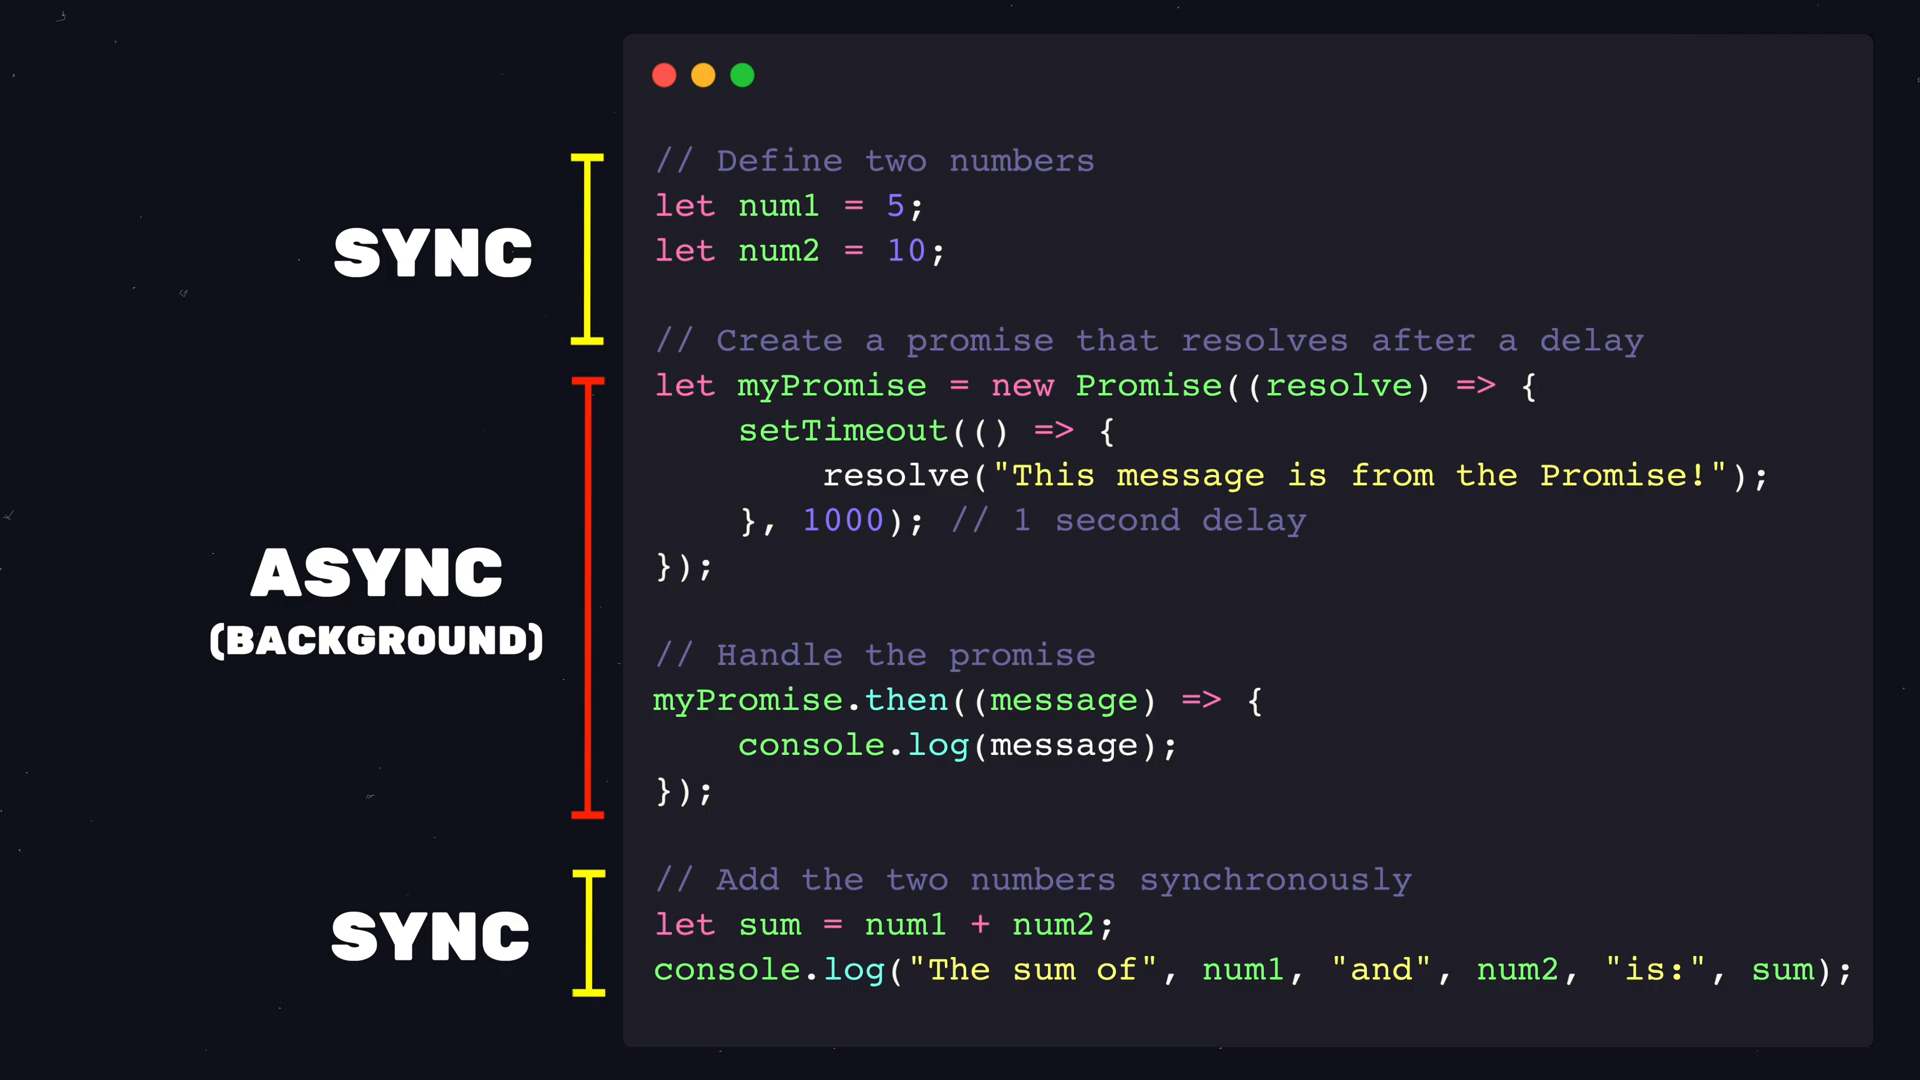 // Define two numbers
let num1 = 5;
let num2 = 10;
SYNC
// Create a promise that resolves after a delay
let myPromise = new Promise((resolve) => {
    setTimeout(() => {
        resolve("This message is from the Promise!");
    }, 1000); // 1 second delay
});
ASYNC
(BACKGROUND)
// Handle the promise
myPromise.then((message) => {
    console.log(message);
});
// Add the two numbers synchronously
let sum = num1 + num2;
console.log("The sum of", num1, "and", num2, "is:", sum);
SYNC